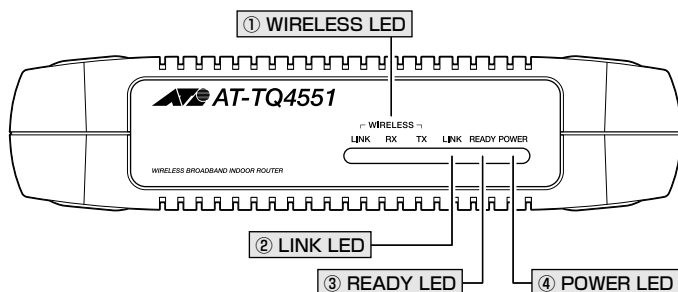 ① WIRELESS LED
AT-TQ4551
WIRELESS
LINK RX TX LINK READY POWER
WIRELESS BROADBAND INDOOR ROUTER
② LINK LED
③ READY LED
④ POWER LED